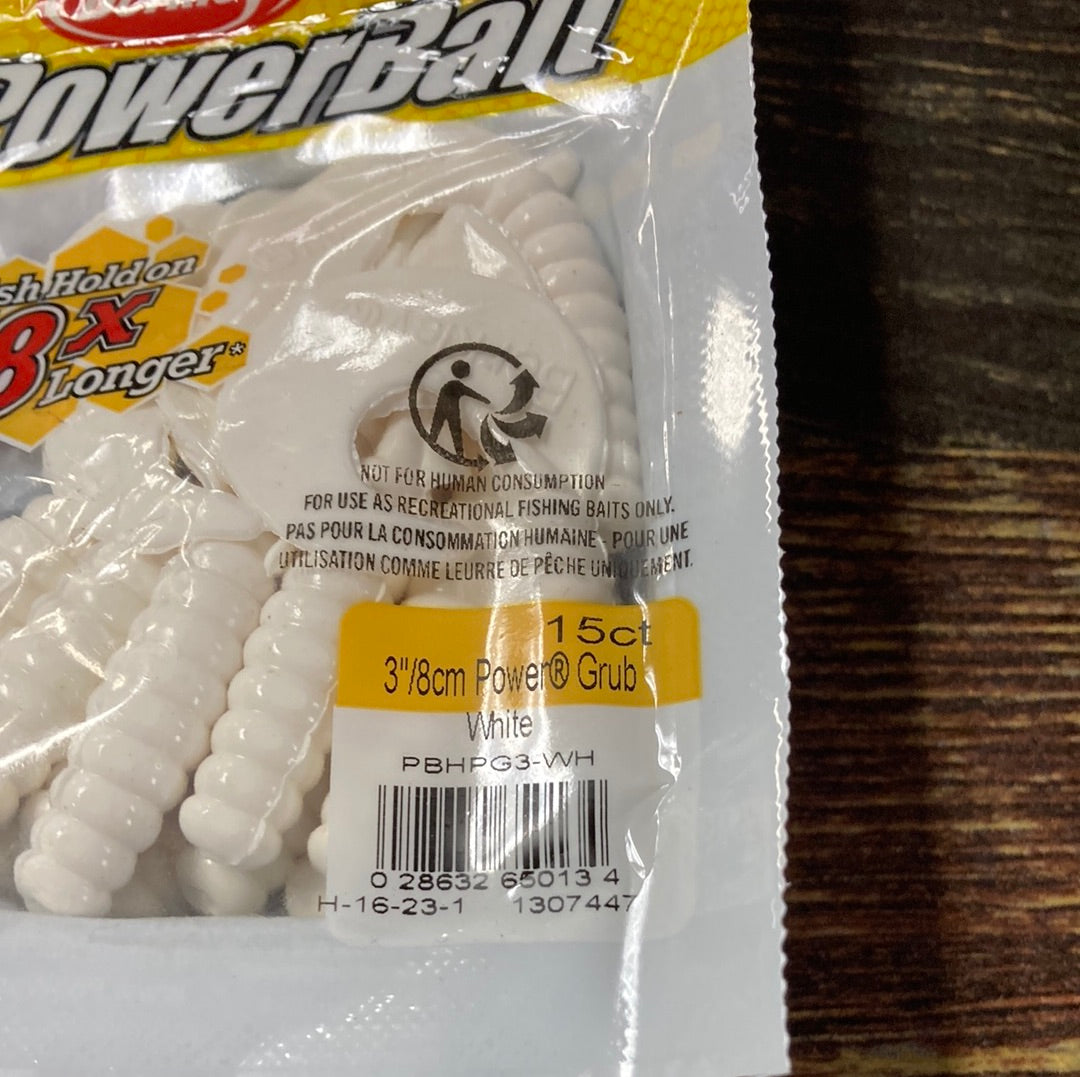 PowerBait
Hold on
8x
Longer*
NOT FOR HUMAN CONSUMPTION -
FOR USE AS RECREATIONAL FISHING BAITS ONLY.
PAS POUR LA CONSOMMATION HUMAINE - POUR UNE
UTILISATION COMME LEURRE DE PÊCHE UNIQUEMENT.
15ct
3"/8cm Power® Grub
White
PBHPG3-WH
0 28632 65013 4
H-16-23-1 1307447